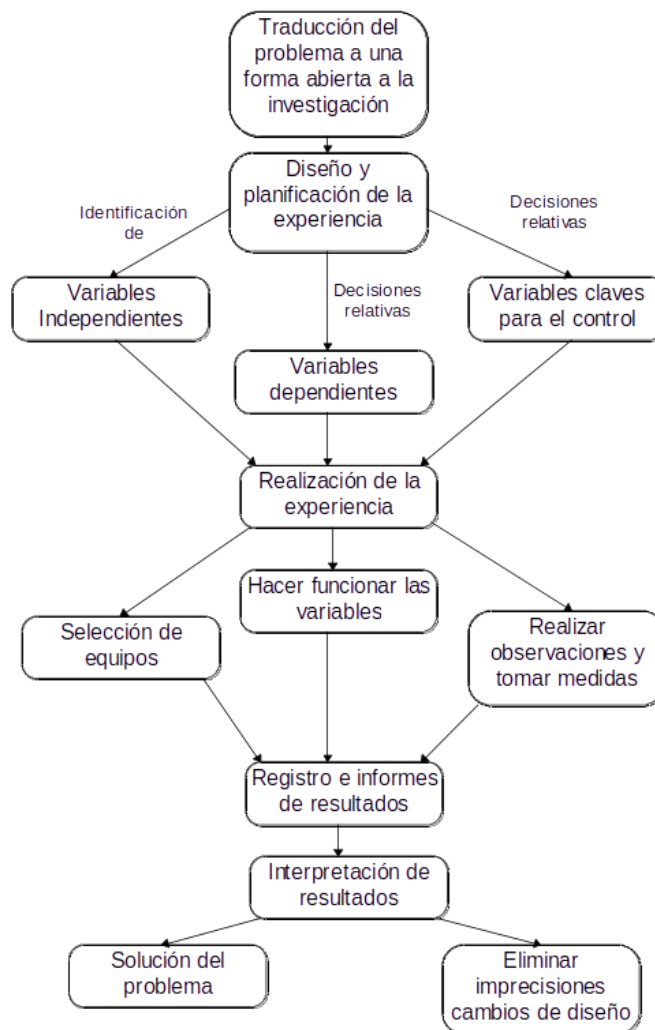 Traducción del
problema a una
forma abierta a la
investigación
Diseño y
planificación de la
experiencia
Identificación
de
Decisiones
relativas
Variables
Independientes
Decisiones
relativas
Variables claves
para el control
Variables
dependientes
Realización de la
experiencia
Hacer funcionar las
variables
Selección de
equipos
Realizar
observaciones y
tomar medidas
Registro e informes
de resultados
Interpretación de
resultados
Solución del
problema
Eliminar
imprecisiones
cambios de diseño